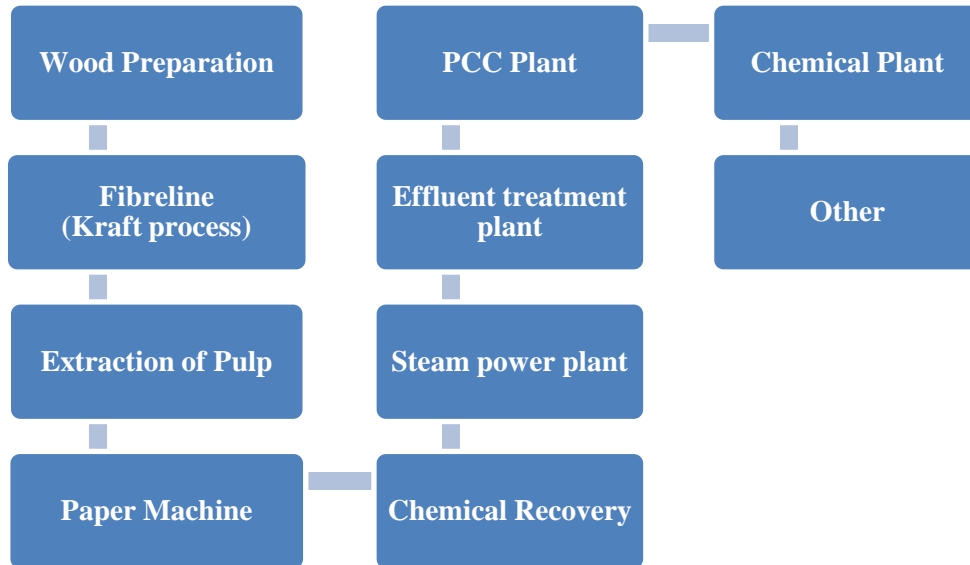 Wood Preparation
Fibreline
(Kraft process)
Extraction of Pulp
Paper Machine
Chemical Recovery
Steam power plant
Effluent treatment
plant
PCC Plant
Chemical Plant
Other